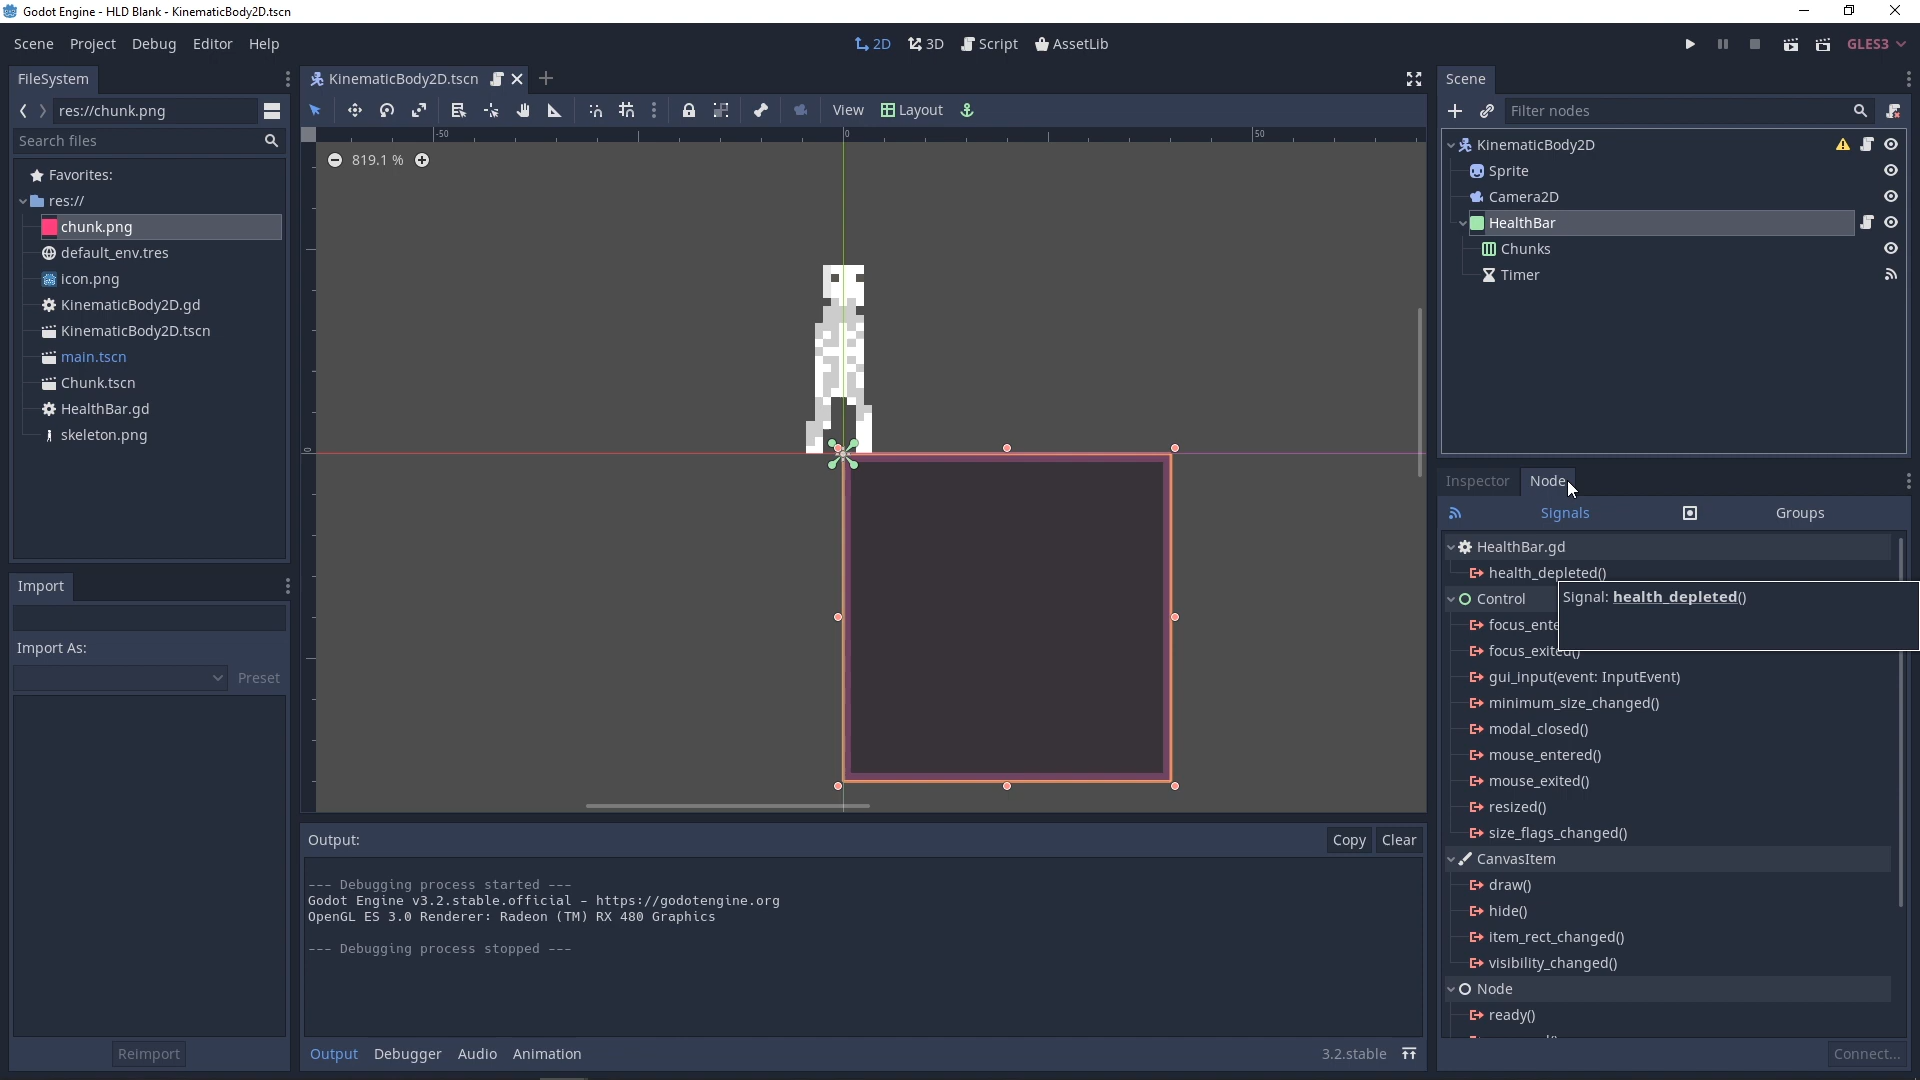 Godot Engine - HLD Blank - KinematicBody2D.tscn
Scene Project Debug Editor Help
2D 3D Script AssetLib
GLES3
FileSystem
res://chunk.png
Search files
Favorites:
res://
chunk.png
default_env.tres
icon.png
KinematicBody2D.gd
KinematicBody2D.tscn
main.tscn
Chunk.tscn
HealthBar.gd
skeleton.png
Import
Import As:
Preset
Reimport
KinematicBody2D.tscn
View Layout
-50 0 50
0
819.1 %
Output:
Copy Clear
--- Debugging process started ---
Godot Engine v3.2.stable.official - https://godotengine.org
OpenGL ES 3.0 Renderer: Radeon (TM) RX 480 Graphics
--- Debugging process stopped ---
Output Debugger Audio Animation
3.2.stable
Scene
Filter nodes
KinematicBody2D
Sprite
Camera2D
HealthBar
Chunks
Timer
Inspector Node
Signals Groups
HealthBar.gd
health_depleted()
Signal: health_depleted()
Control
focus_ente
focus_exited()
gui_input(event: InputEvent)
minimum_size_changed()
modal_closed()
mouse_entered()
mouse_exited()
resized()
size_flags_changed()
CanvasItem
draw()
hide()
item_rect_changed()
visibility_changed()
Node
ready()
Connect...